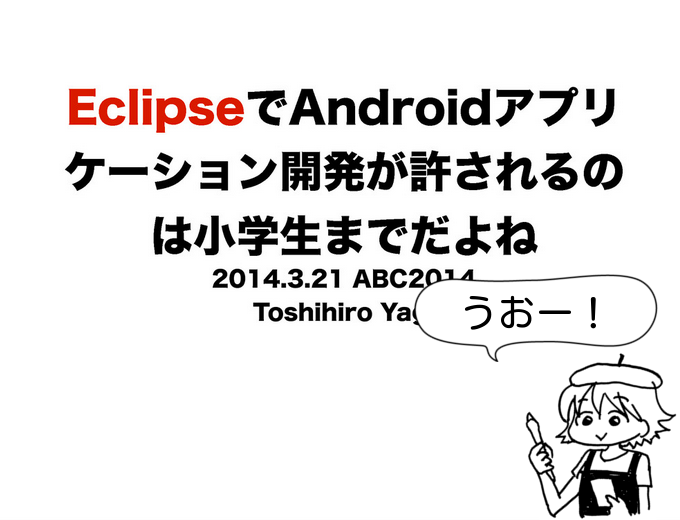 EclipseでAndroidアプリ
ケーション開発が許されるの
は小学生までだよね
2014.3.21 ABC2014
Toshihiro
うおー！